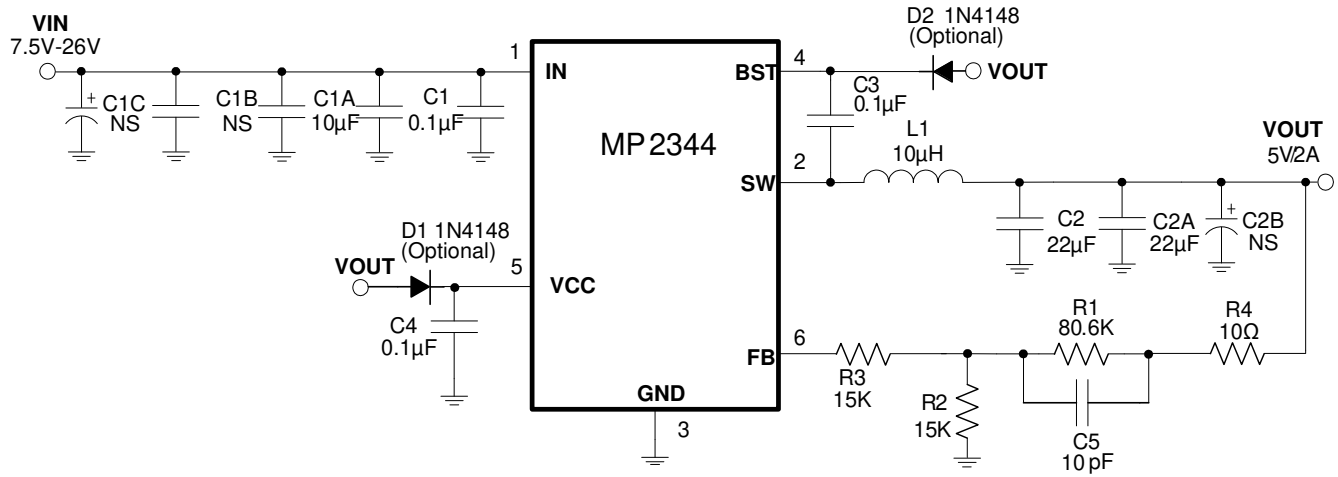 VIN
7.5V-26V
C1C
NS
C1B
NS
C1A
10µF
C1
0.1µF
1
IN
MP2344
BST
4
D2 1N4148
(Optional)
VOUT
C3
0.1µF
L1
10µH
2
SW
VOUT
5V/2A
C2
22µF
C2A
22µF
C2B
NS
D1 1N4148
(Optional)
VOUT
5
VCC
C4
0.1µF
FB
6
R3
15K
R2
15K
R1
80.6K
R4
10Ω
C5
10pF
GND
3
+
+